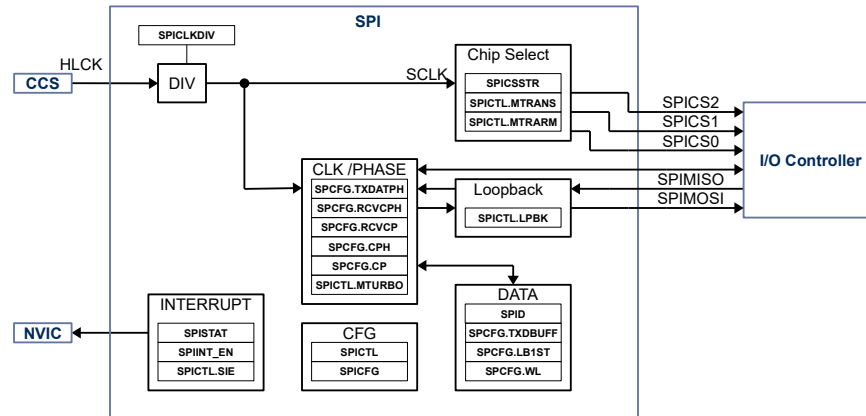 SPI
SPICLKDIV
HLCK
CCS
DIV
SCLK
Chip Select
SPICSSTR
SPICTL.MTRANS
SPICTL.MTRARM
SPICS2
SPICS1
SPICS0
I/O Controller
CLK /PHASE
SPCFG.TXDATPH
SPCFG.RCVCPH
SPCFG.RCVCP
SPCFG.CPH
SPCFG.CP
SPICTL.MTURBO
Loopback
SPICTL.LPBK
SPIMISO
SPIMOSI
INTERRUPT
SPISTAT
SPIINT_EN
SPICTL.SIE
NVIC
CFG
SPICTL
SPICFG
DATA
SPID
SPCFG.TXDBUFF
SPCFG.LB1ST
SPCFG.WL